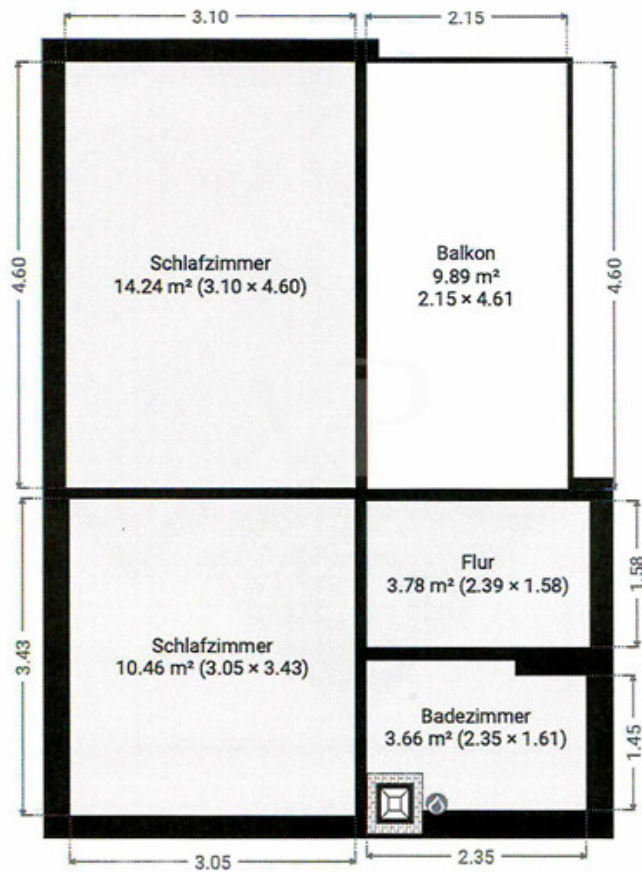 3.10
2.15
4.60
Schlafzimmer
14.24 m² (3.10 × 4.60)
Balkon
9.89 m²
2.15 × 4.61
4.60
3.43
Schlafzimmer
10.46 m² (3.05 × 3.43)
Flur
3.78 m² (2.39 × 1.58)
1.58
Badezimmer
3.66 m² (2.35 × 1.61)
1.45
3.05
2.35